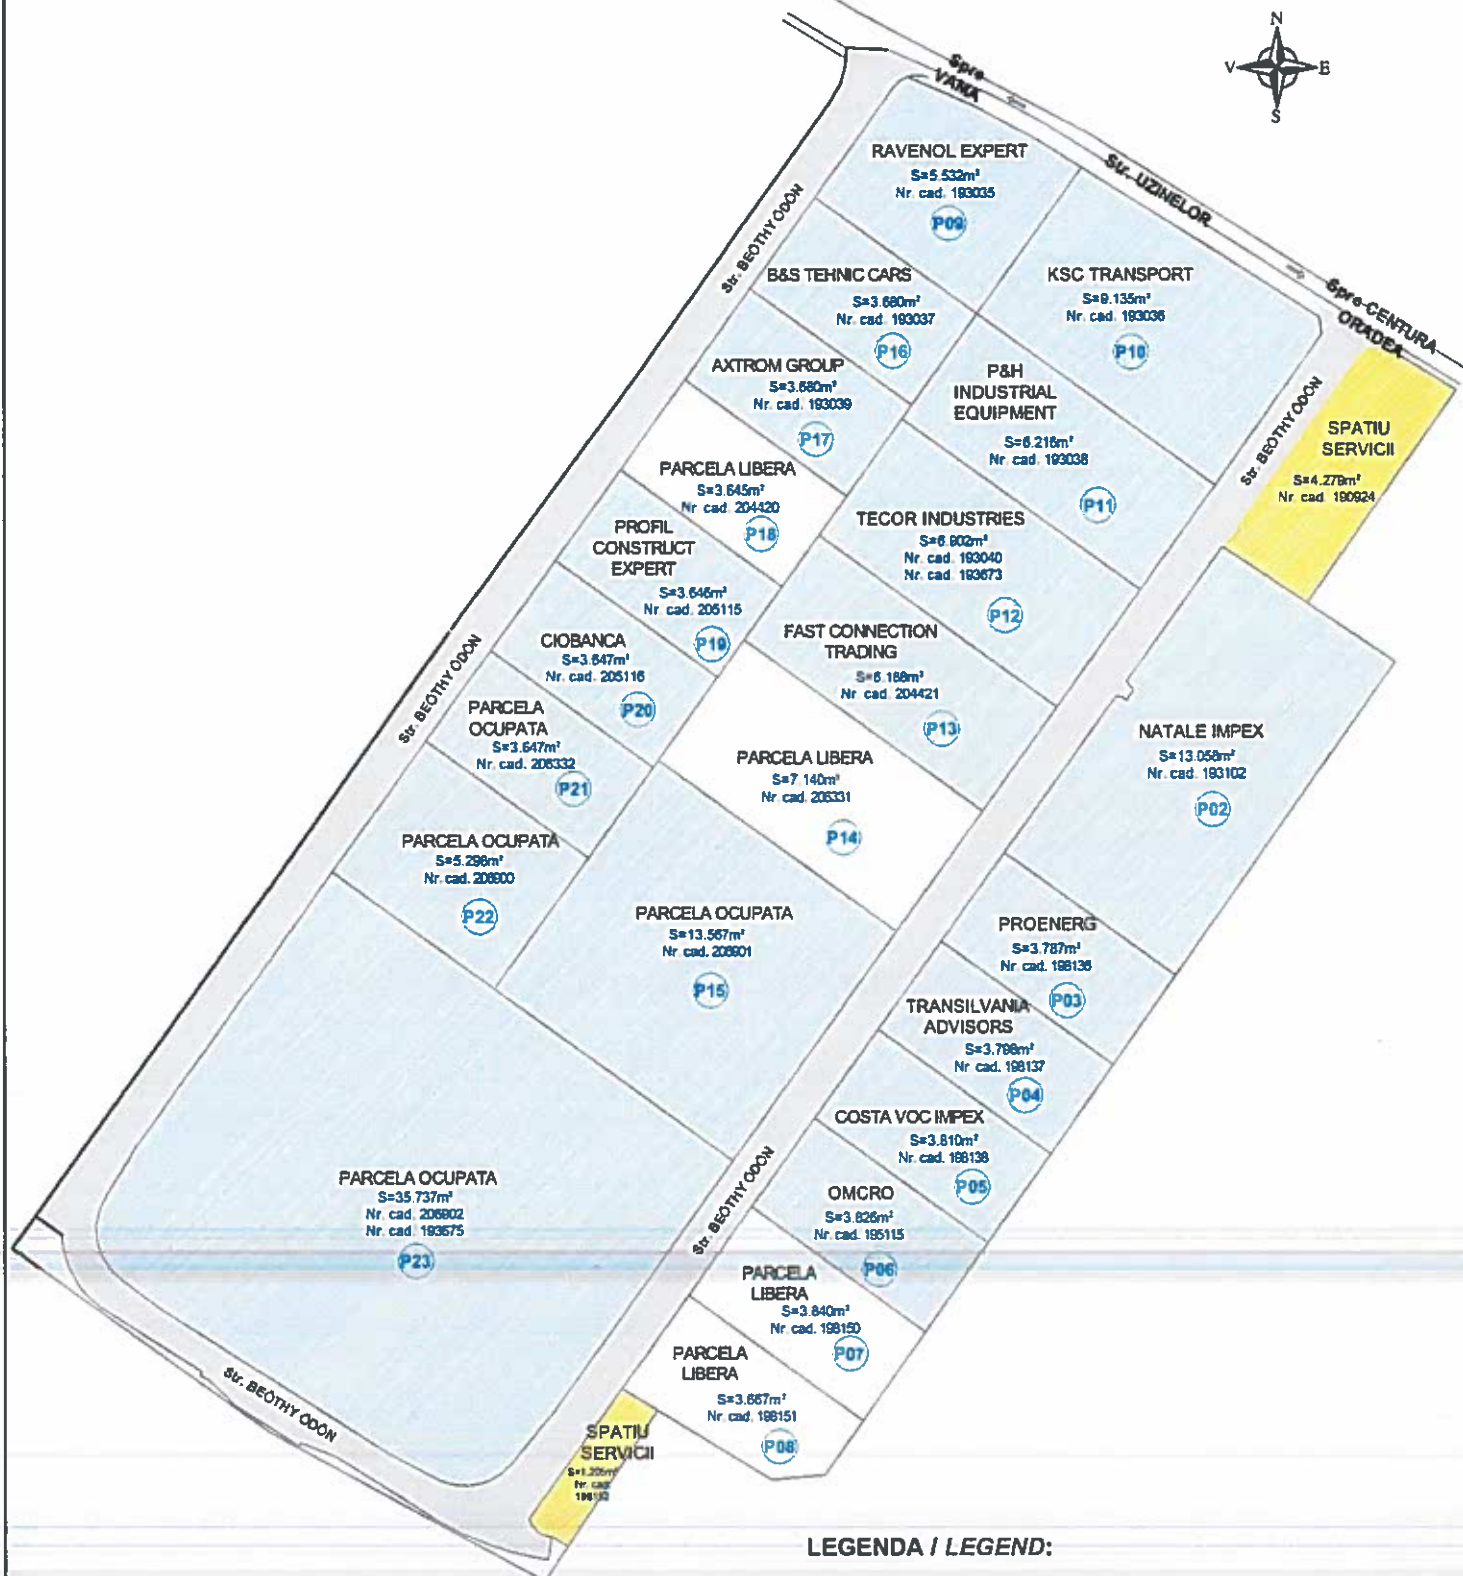 N
V
E
S
Spre
VAMA
Str. UZINELOR
Spre CENTURA
ORADEA
RAVENOL EXPERT
S=5.532m²
Nr. cad. 193035
P09
Str. BEOTHY ODON
B&S TEHNIC CARS
S=3.680m²
Nr. cad. 193037
P16
KSC TRANSPORT
S=9.135m²
Nr. cad. 193036
P10
AXTROM GROUP
S=3.680m²
Nr. cad. 193039
P17
P&H
INDUSTRIAL
EQUIPMENT
S=6.216m²
Nr. cad. 193038
P11
Str. BEOTHY ODON
SPATIU
SERVICII
Nr. cad. 190924
PARCELA LIBERA
S=3.645m²
Nr. cad. 204420
P18
TECOR INDUSTRIES
S=6.902m²
Nr. cad. 193040
Nr. cad. 193673
P12
PROFIL
CONSTRUCT
EXPERT
S=3.646m²
Nr. cad. 205115
P19
FAST CONNECTION
TRADING
S=6.188m²
Nr. cad. 204421
P13
CIOBANCA
S=3.647m²
Nr. cad. 205116
P20
Str. BEOTHY ODON
PARCELA
OCUPATA
S=3.647m²
Nr. cad. 206332
P21
PARCELA LIBERA
S=7.140m²
Nr. cad. 206331
P14
NATALE IMPEX
S=13.056m²
Nr. cad. 193102
P02
PARCELA OCUPATA
S=5.298m²
Nr. cad. 206900
P22
PARCELA OCUPATA
S=13.567m²
Nr. cad. 206901
P15
PROENERG
S=3.787m²
Nr. cad. 198136
P03
TRANSILVANIA
ADVISORS
S=3.798m²
Nr. cad. 198137
P04
COSTA VOC IMPEX
S=3.810m²
Nr. cad. 198138
P05
PARCELA OCUPATA
S=35.737m²
Nr. cad. 206902
Nr. cad. 193675
P23
Str. BEOTHY ODON
OMCRO
S=3.826m²
Nr. cad. 195115
P06
PARCELA
LIBERA
S=3.840m²
Nr. cad. 198150
P07
PARCELA
LIBERA
S=3.667m²
Nr. cad. 198151
P08
Str. BEOTHY ODON
SPATIU
SERVICII
Nr. cad.
LEGENDA / LEGEND: